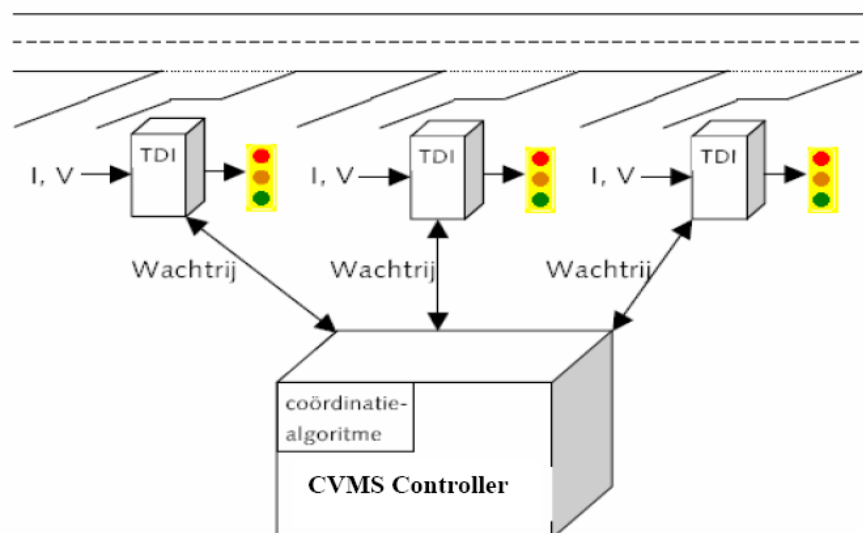 TDI
TDI
TDI
I, V
I, V
I, V
Wachtrij
Wachtrij
Wachtrij
coördinatie-
algoritme
CVMS Controller